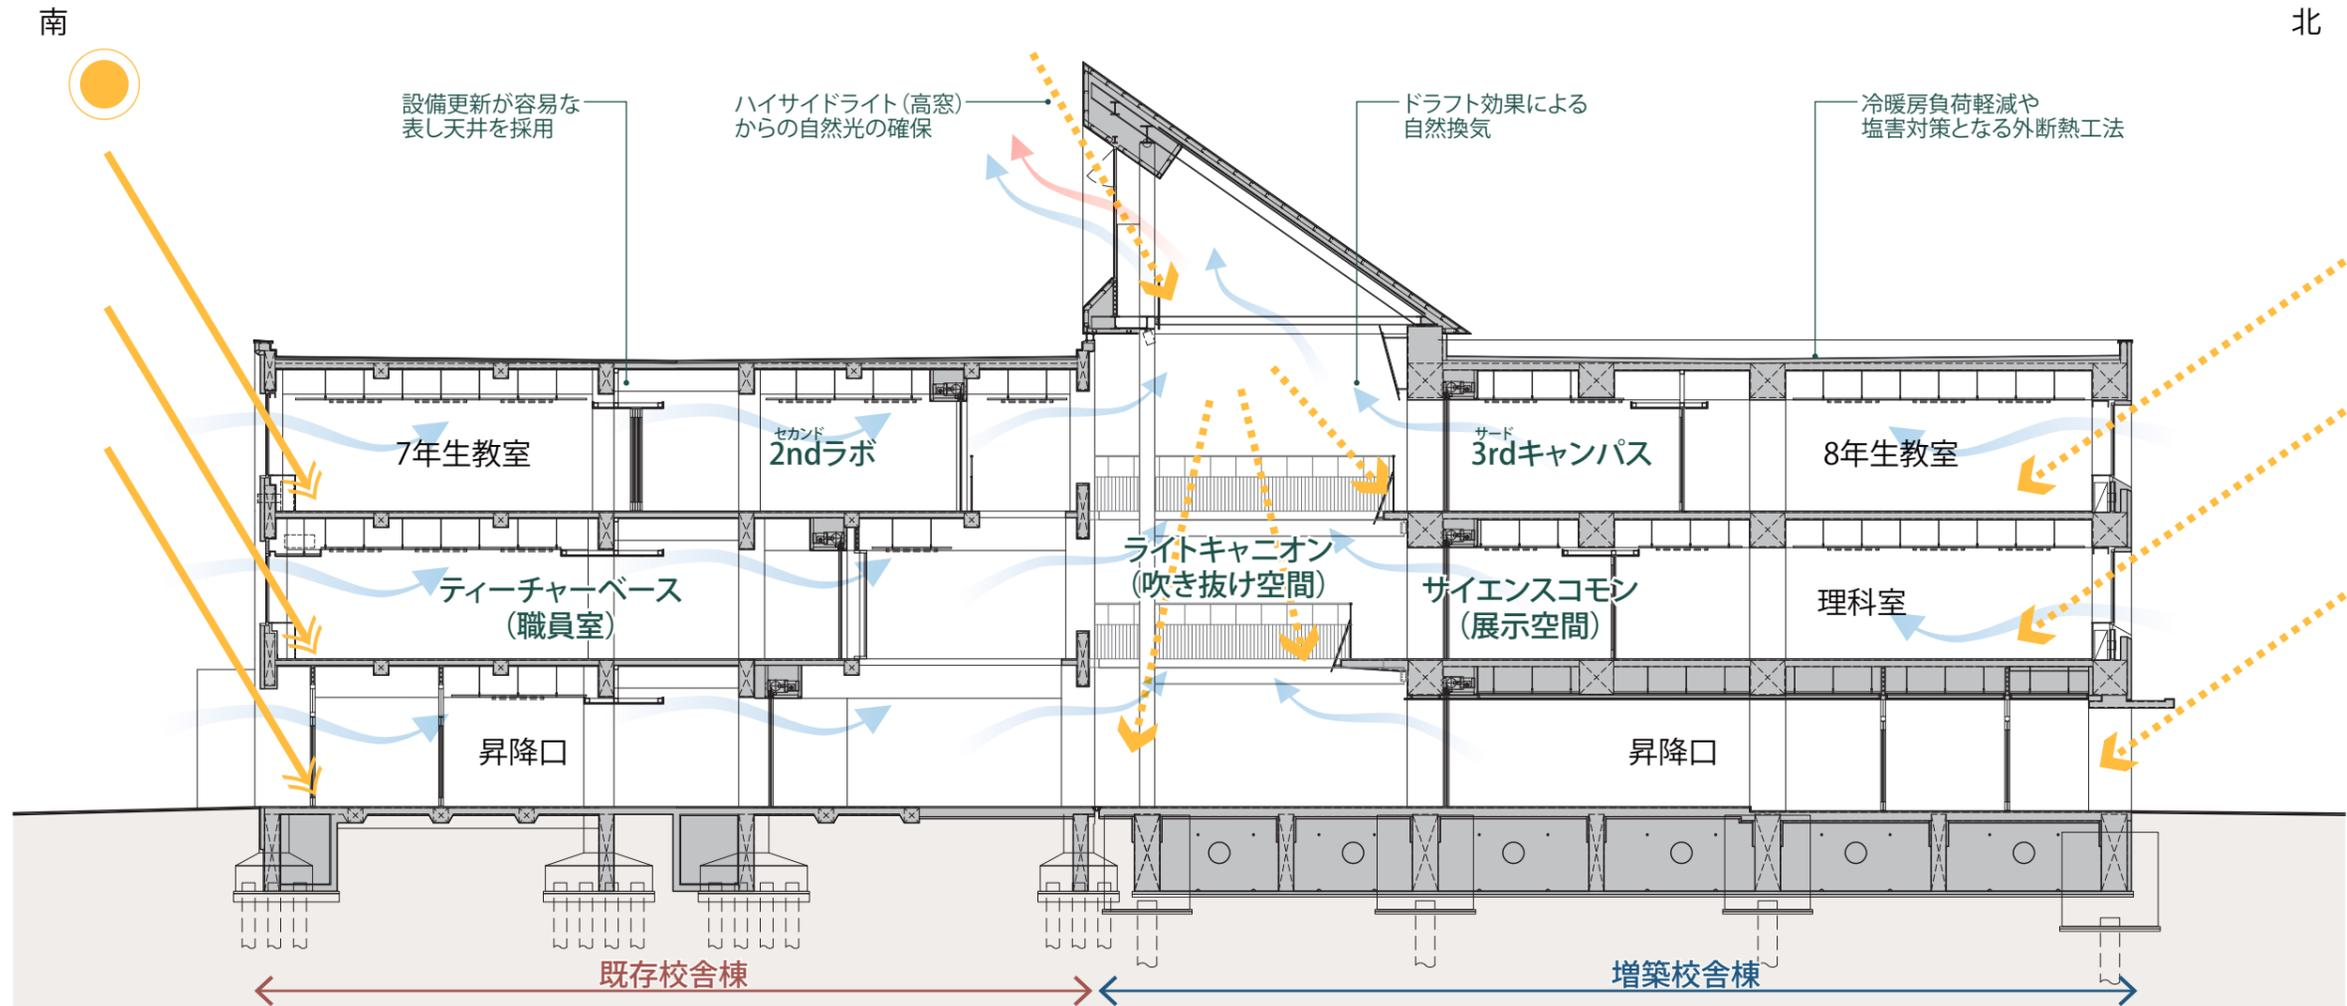 南
北
設備更新が容易な
表し天井を採用
ハイサイドライト（高窓）
からの自然光の確保
ドラフト効果による
自然換気
冷暖房負荷軽減や
塩害対策となる外断熱工法
7年生教室
セカンド
2ndラボ
サード
3rdキャンパス
8年生教室
ティーチャーベース
（職員室）
ライトキャニオン
（吹き抜け空間）
サイエンスコモン
（展示空間）
理科室
昇降口
昇降口
既存校舎棟
増築校舎棟